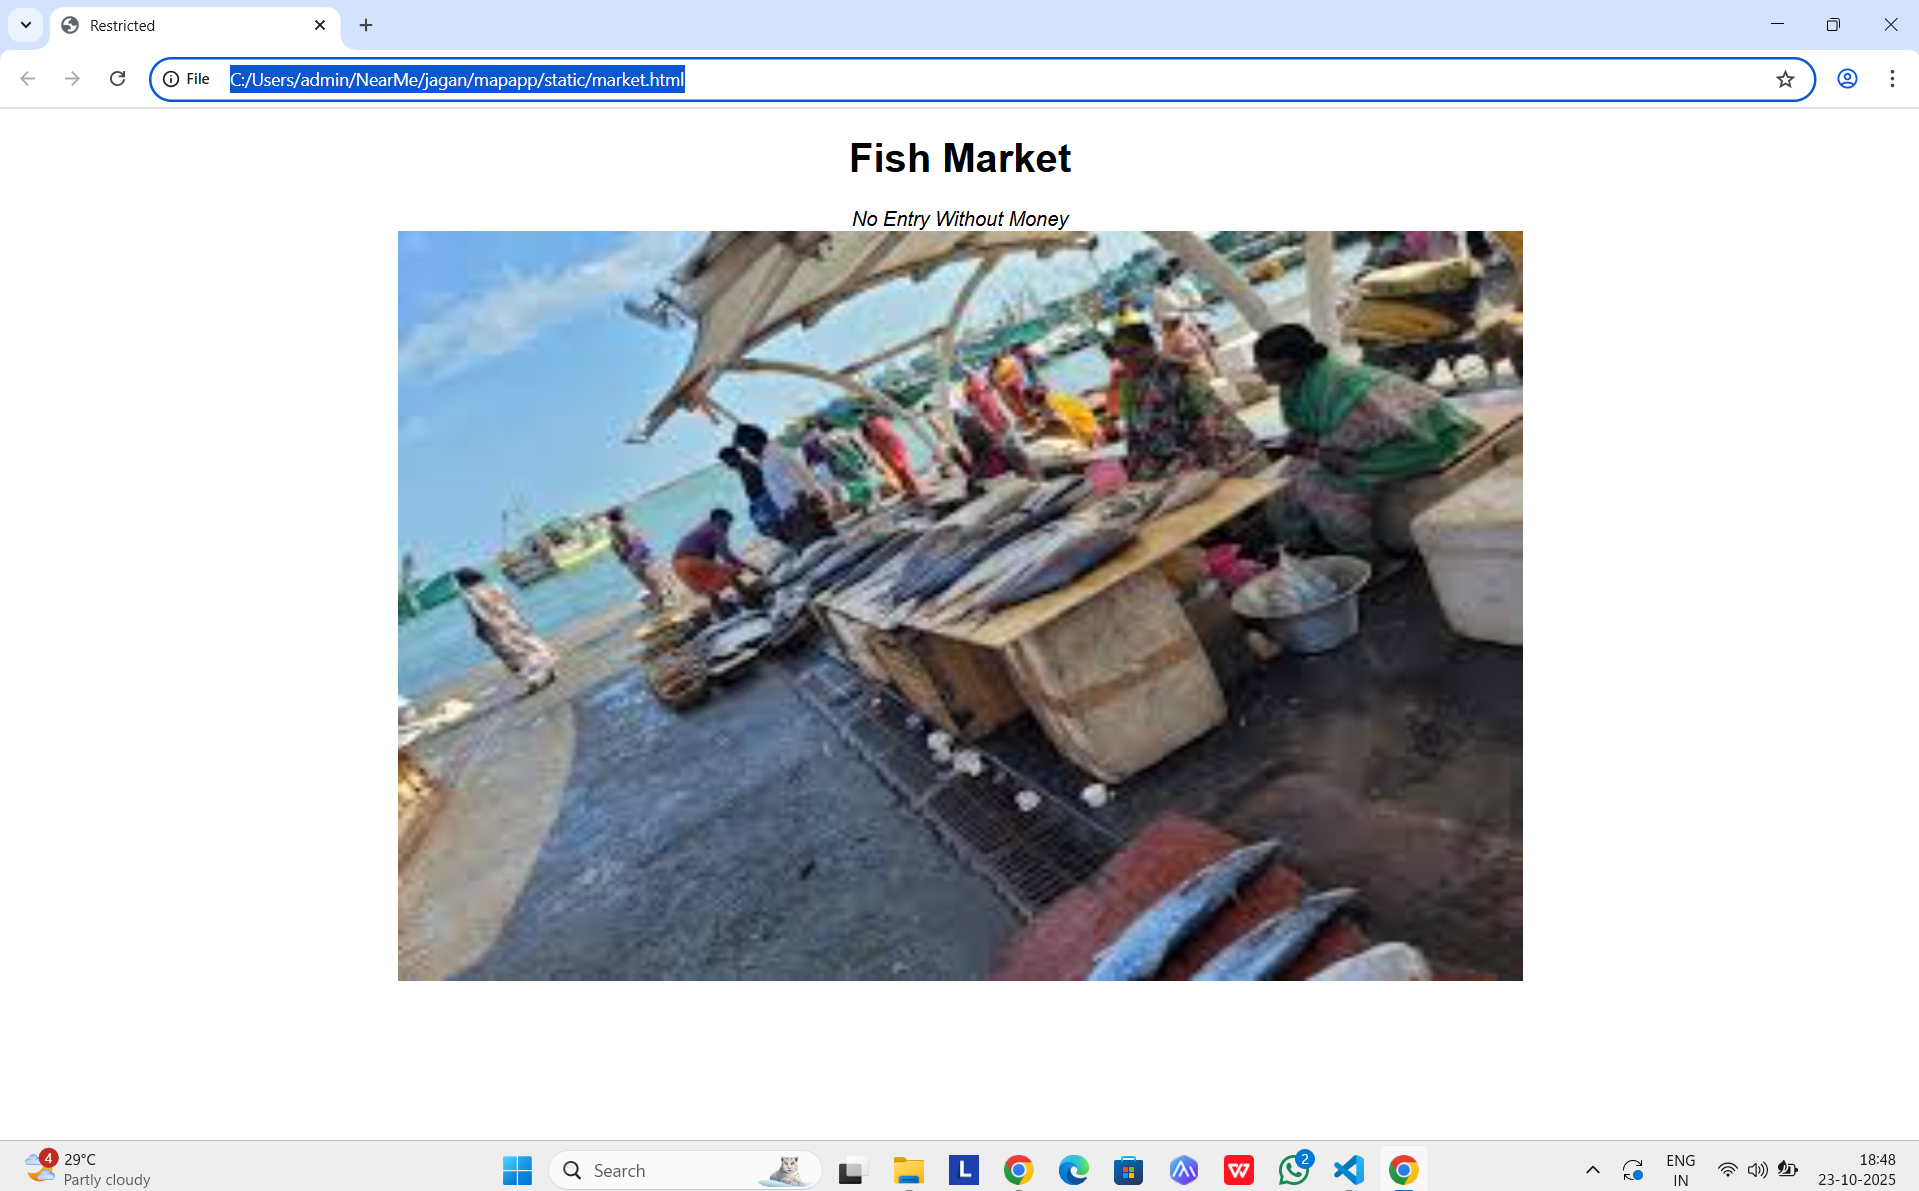 Restricted
File
C:/Users/admin/NearMe/jagan/mapapp/static/market.html
Fish Market
No Entry Without Money
4
29°C
Partly cloudy
Search
L
W
2
ENG
IN
18:48
23-10-2025